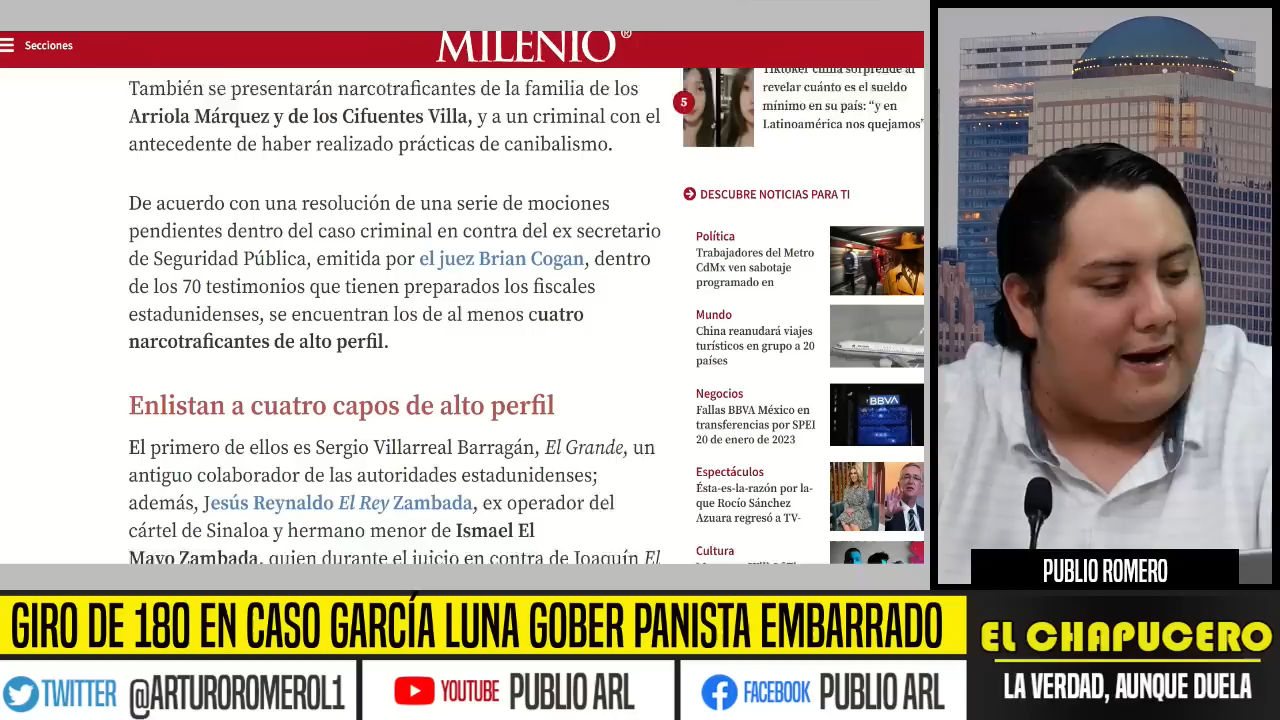 Secciones
MILENIO®
También se presentarán narcotraficantes de la familia de los
Arriola Márquez y de los Cifuentes Villa, y a un criminal con el
antecedente de haber realizado prácticas de canibalismo.
De acuerdo con una resolución de una serie de mociones
pendientes dentro del caso criminal en contra del ex secretario
de Seguridad Pública, emitida por el juez Brian Cogan, dentro
de los 70 testimonios que tienen preparados los fiscales
estadunidenses, se encuentran los de al menos cuatro
narcotraficantes de alto perfil.
Enlistan a cuatro capos de alto perfil
El primero de ellos es Sergio Villarreal Barragán, El Grande, un
antiguo colaborador de las autoridades estadunidenses;
además, Jesús Reynaldo El Rey Zambada, ex operador del
cártel de Sinaloa y hermano menor de Ismael El
Mayo Zambada, quien durante el juicio en contra de Joaquín El
5
Tiktoker china sorprende al
revelar cuánto es el sueldo
mínimo en su país: “y en
Latinoamérica nos quejamos”
DESCUBRE NOTICIAS PARA TI
Política
Trabajadores del Metro
CdMx ven sabotaje
programado en
Mundo
China reanudará viajes
turísticos en grupo a 20
países
Negocios
Fallas BBVA México en
transferencias por SPEI
20 de enero de 2023
BBVA
Espectáculos
Ésta-es-la-razón por la-
que Rocío Sánchez
Azuara regresó a TV-
Cultura
PUBLIO ROMERO
GIRO DE 180 EN CASO GARCÍA LUNA GOBER PANISTA EMBARRADO
EL CHAPUCERO
LA VERDAD, AUNQUE DUELA
TWITTER @ARTUROROMEROL1
YOUTUBE PUBLIO ARL
FACEBOOK PUBLIO ARL